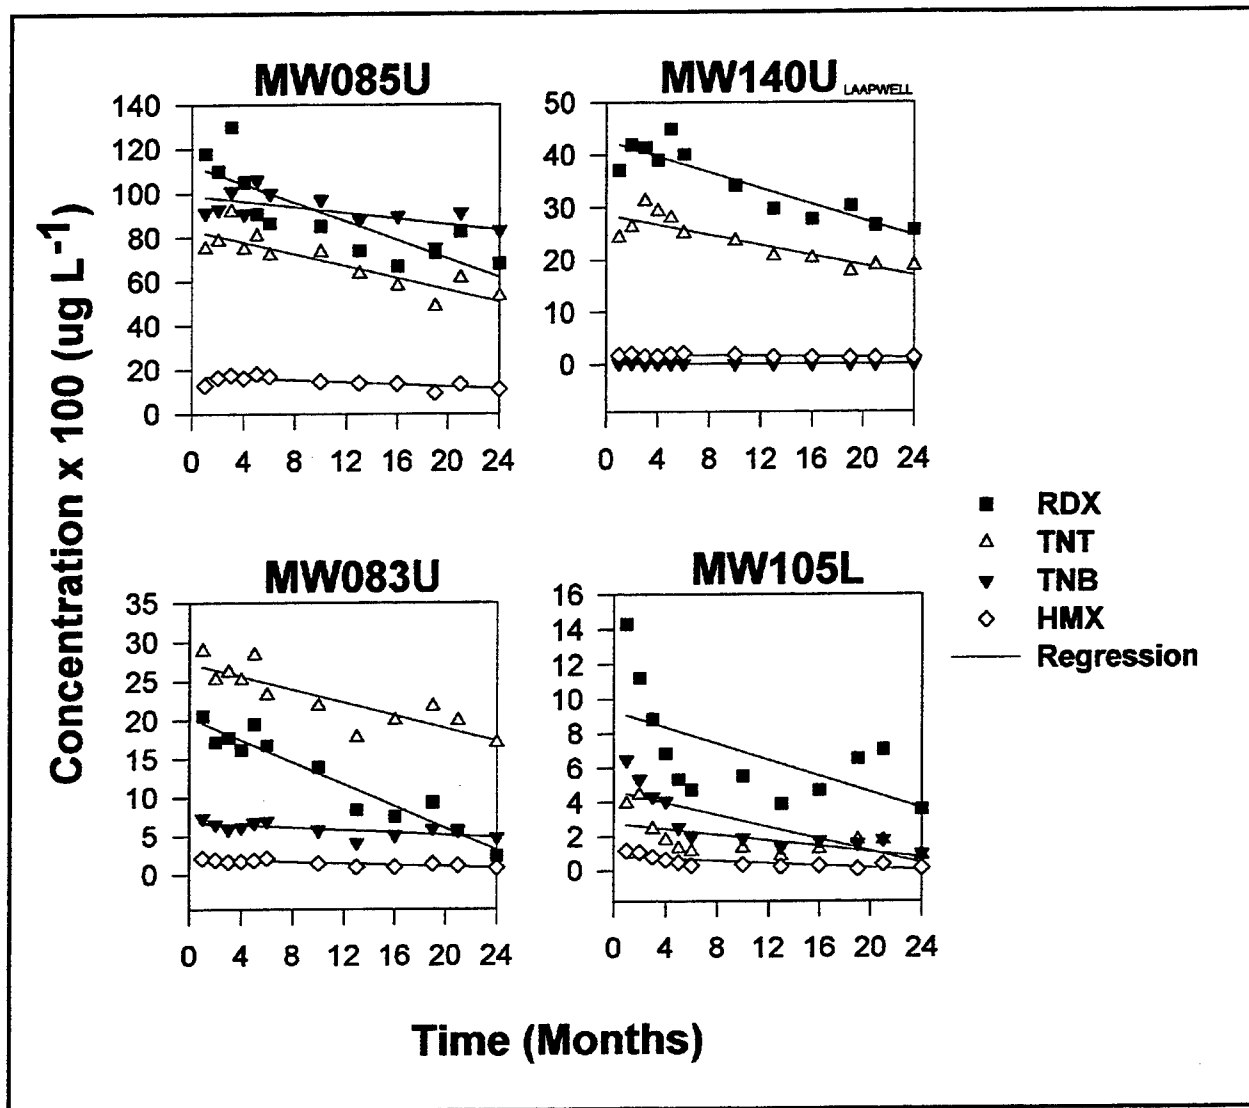 MW085U
140
120
100
80
60
40
20
0
0 4 8 12 16 20 24
MW140U LAAPWELL
50
40
30
20
10
0
0 4 8 12 16 20 24
Concentration x 100 (ug L-1)
MW083U
35
30
25
20
15
10
5
0
0 4 8 12 16 20 24
MW105L
16
14
12
10
8
6
4
2
0
0 4 8 12 16 20 24
RDX
TNT
TNB
HMX
Regression
Time (Months)